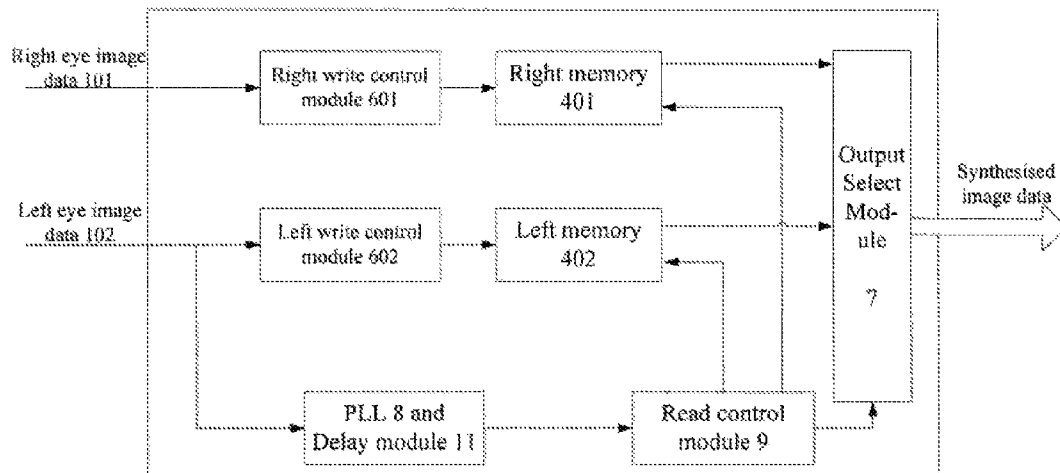 Right eye image
data 101
Right write control
module 601
Right memory
401
Left eye image
data 102
Left write control
module 602
Left memory
402
Output
Select
Mod-
ule
7
Synthesised
image data
PLL 8 and
Delay module 11
Read control
module 9